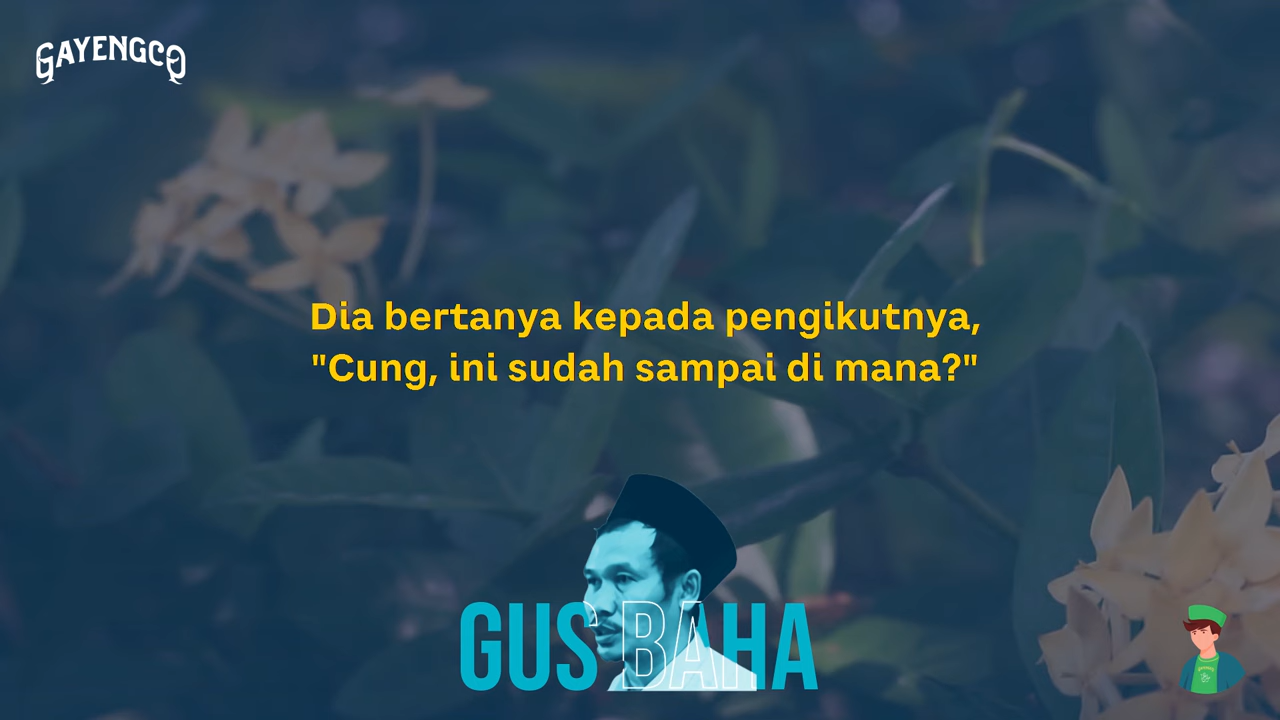 GAYENGCO
Dia bertanya kepada pengikutnya,
"Cung, ini sudah sampai di mana?"
GUS BAHA